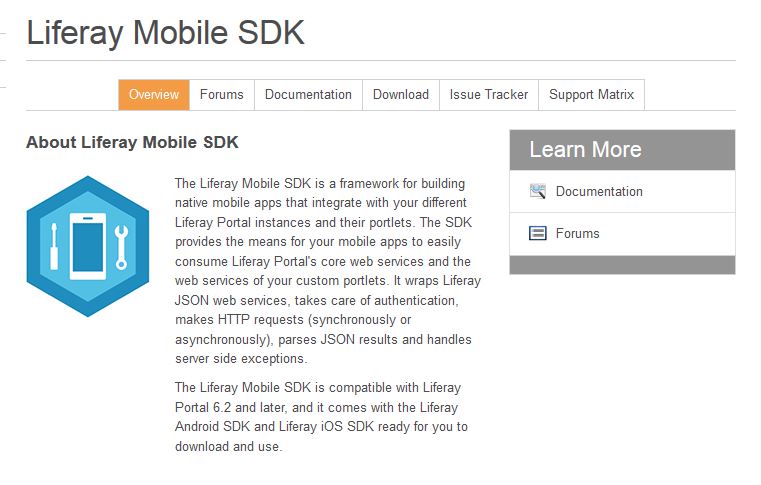 Liferay Mobile SDK
Overview Forums Documentation Download Issue Tracker Support Matrix
About Liferay Mobile SDK
The Liferay Mobile SDK is a framework for building
native mobile apps that integrate with your different
Liferay Portal instances and their portlets. The SDK
provides the means for your mobile apps to easily
consume Liferay Portal's core web services and the
web services of your custom portlets. It wraps Liferay
JSON web services, takes care of authentication,
makes HTTP requests (synchronously or
asynchronously), parses JSON results and handles
server side exceptions.
The Liferay Mobile SDK is compatible with Liferay
Portal 6.2 and later, and it comes with the Liferay
Android SDK and Liferay iOS SDK ready for you to
download and use.
Learn More
Documentation
Forums